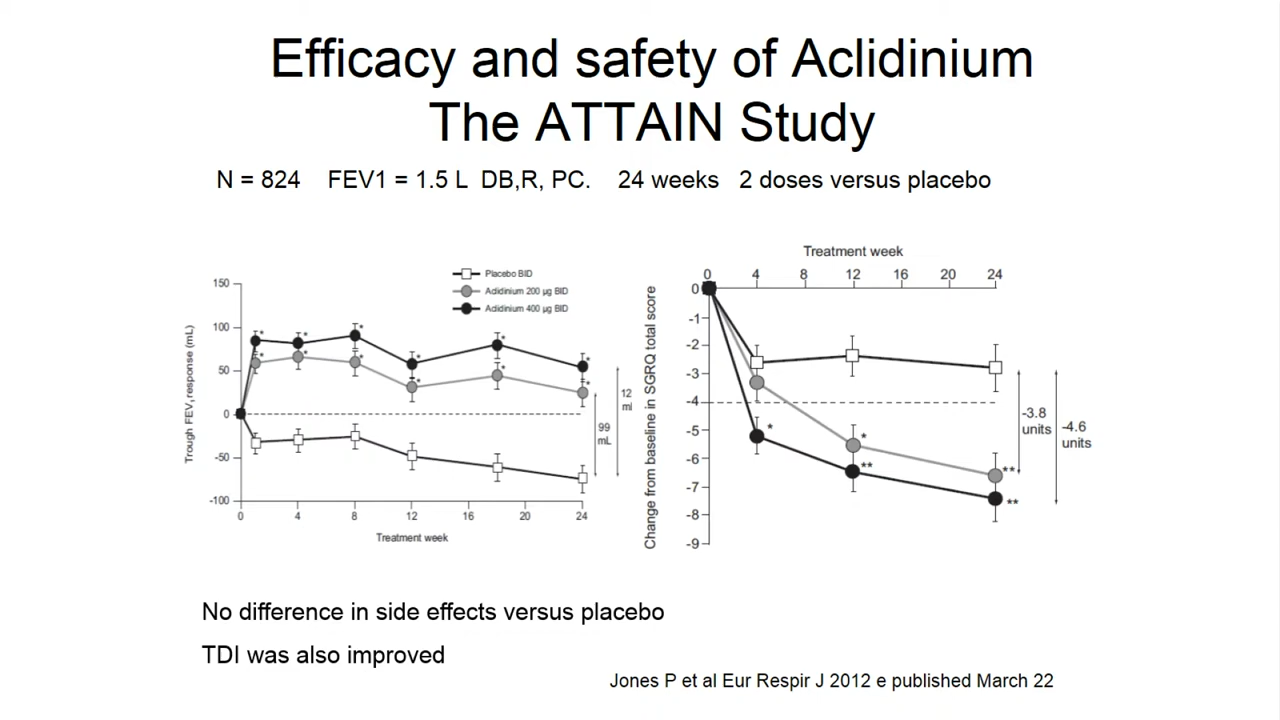 Efficacy and safety of Aclidinium
The ATTAIN Study
N = 824 FEV1 = 1.5 L DB,R, PC. 24 weeks 2 doses versus placebo
Placebo BID
Aclidinium 200 µg BID
Aclidinium 400 µg BID
Trough FEV1 response (mL)
150
100
50
0
-50
-100
0 4 8 12 16 20 24
Treatment week
* * * * * *
* * * * * *
99
mL
12
ml
Treatment week
0 4 8 12 16 20 24
Change from baseline in SGRQ total score
0
-1
-2
-3
-4
-5
-6
-7
-8
-9
*
*
**
**
**
-3.8
units
-4.6
units
No difference in side effects versus placebo
TDI was also improved
Jones P et al Eur Respir J 2012 e published March 22